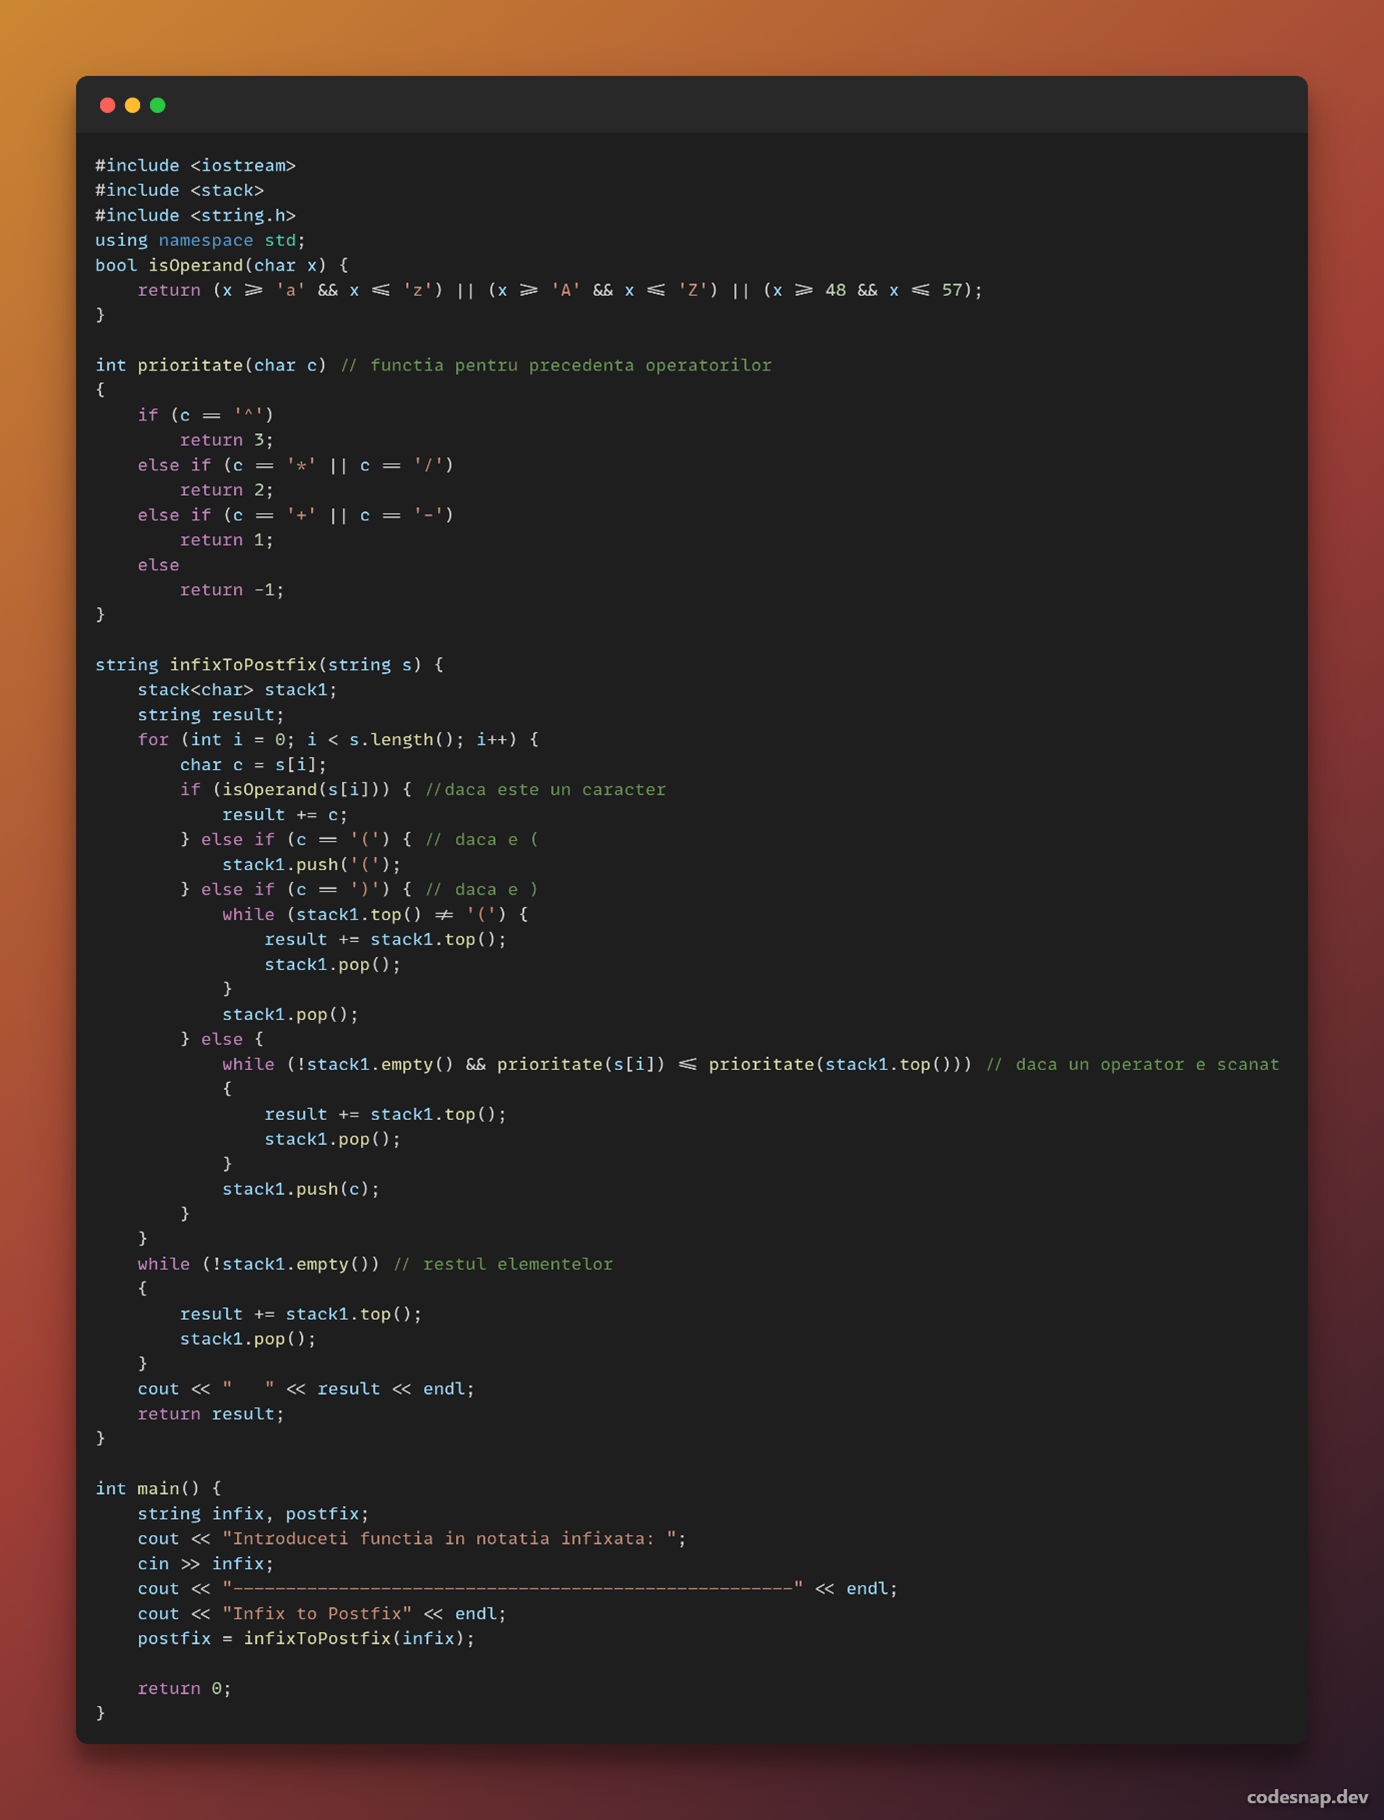 #include <iostream>
#include <stack>
#include <string.h>
using namespace std;
bool isOperand(char x) {
    return (x >= 'a' && x <= 'z') || (x >= 'A' && x <= 'Z') || (x >= 48 && x <= 57);
}

int prioritate(char c) // functia pentru precedenta operatorilor
{
    if (c == '^')
        return 3;
    else if (c == '*' || c == '/')
        return 2;
    else if (c == '+' || c == '-')
        return 1;
    else
        return -1;
}

string infixToPostfix(string s) {
    stack<char> stack1;
    string result;
    for (int i = 0; i < s.length(); i++) {
        char c = s[i];
        if (isOperand(s[i])) { //daca este un caracter
            result += c;
        } else if (c == '(') { // daca e (
            stack1.push('(');
        } else if (c == ')') { // daca e )
            while (stack1.top() != '(') {
                result += stack1.top();
                stack1.pop();
            }
            stack1.pop();
        } else {
            while (!stack1.empty() && prioritate(s[i]) <= prioritate(stack1.top())) // daca un operator e scanat
            {
                result += stack1.top();
                stack1.pop();
            }
            stack1.push(c);
        }
    }
    while (!stack1.empty()) // restul elementelor
    {
        result += stack1.top();
        stack1.pop();
    }
    cout << "   " << result << endl;
    return result;
}

int main() {
    string infix, postfix;
    cout << "Introduceti functia in notatia infixata: ";
    cin >> infix;
    cout << "-----------------------------------------------------" << endl;
    cout << "Infix to Postfix" << endl;
    postfix = infixToPostfix(infix);

    return 0;
}
codesnap.dev